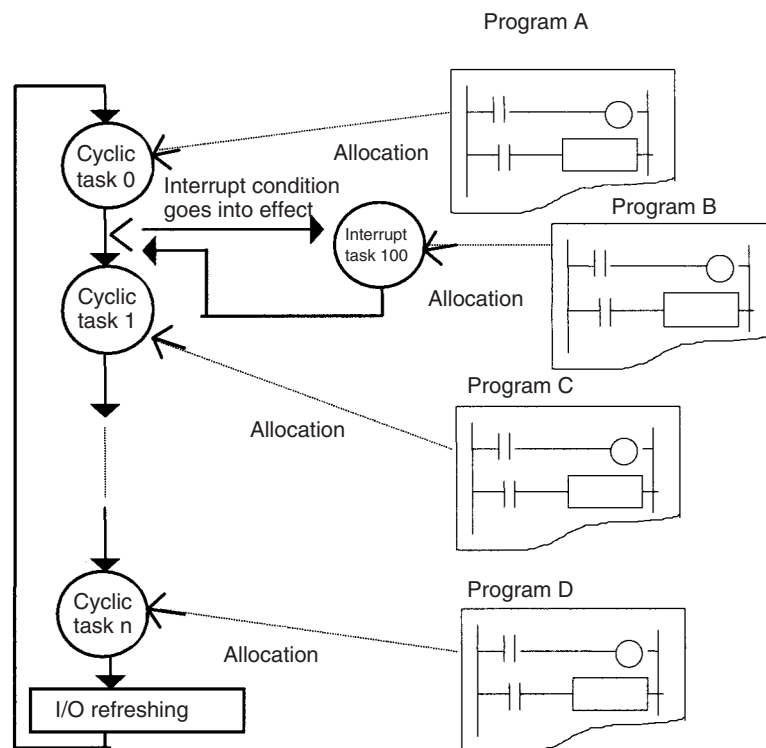 Program A
Cyclic
task 0
Allocation
Interrupt condition
goes into effect
Program B
Interrupt
task 100
Allocation
Cyclic
task 1
Program C
Allocation
Cyclic
task n
Program D
Allocation
I/O refreshing